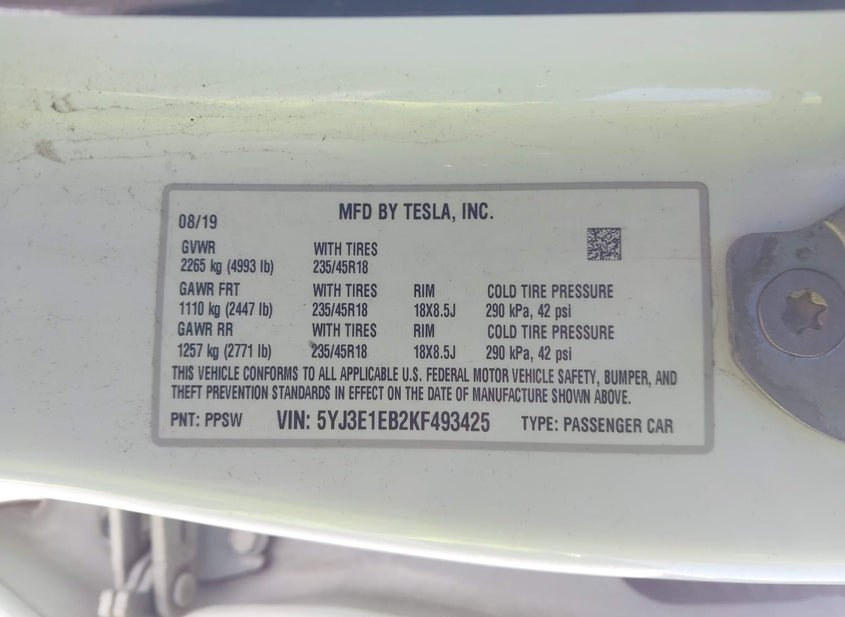 MFD BY TESLA, INC.
08/19
GVWR WITH TIRES
2265 kg (4993 lb) 235/45R18
GAWR FRT WITH TIRES RIM COLD TIRE PRESSURE
1110 kg (2447 lb) 235/45R18 18X8.5J 290 kPa, 42 psi
GAWR RR WITH TIRES RIM COLD TIRE PRESSURE
1257 kg (2771 lb) 235/45R18 18X8.5J 290 kPa, 42 psi
THIS VEHICLE CONFORMS TO ALL APPLICABLE U.S. FEDERAL MOTOR VEHICLE SAFETY, BUMPER, AND
THEFT PREVENTION STANDARDS IN EFFECT ON THE DATE OF MANUFACTURE SHOWN ABOVE.
PNT: PPSW VIN: 5YJ3E1EB2KF493425 TYPE: PASSENGER CAR